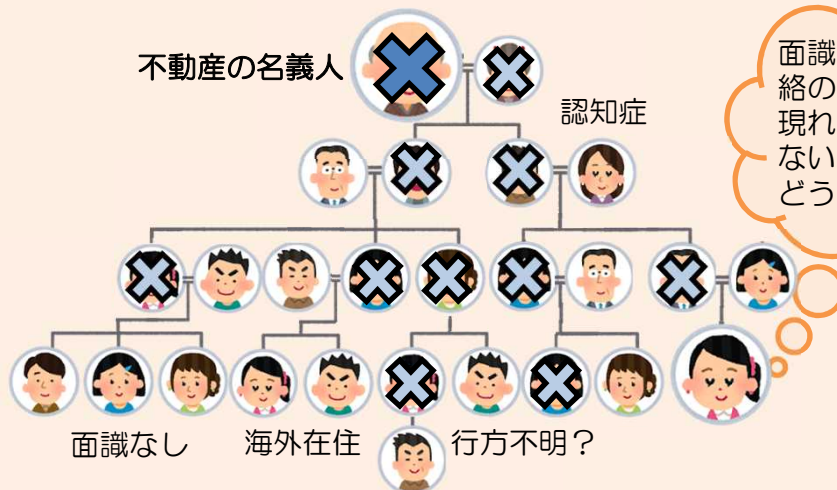 不動産の名義人
認知症
面識
絡の
現れ
ない
どう
面識なし
海外在住
行方不明？